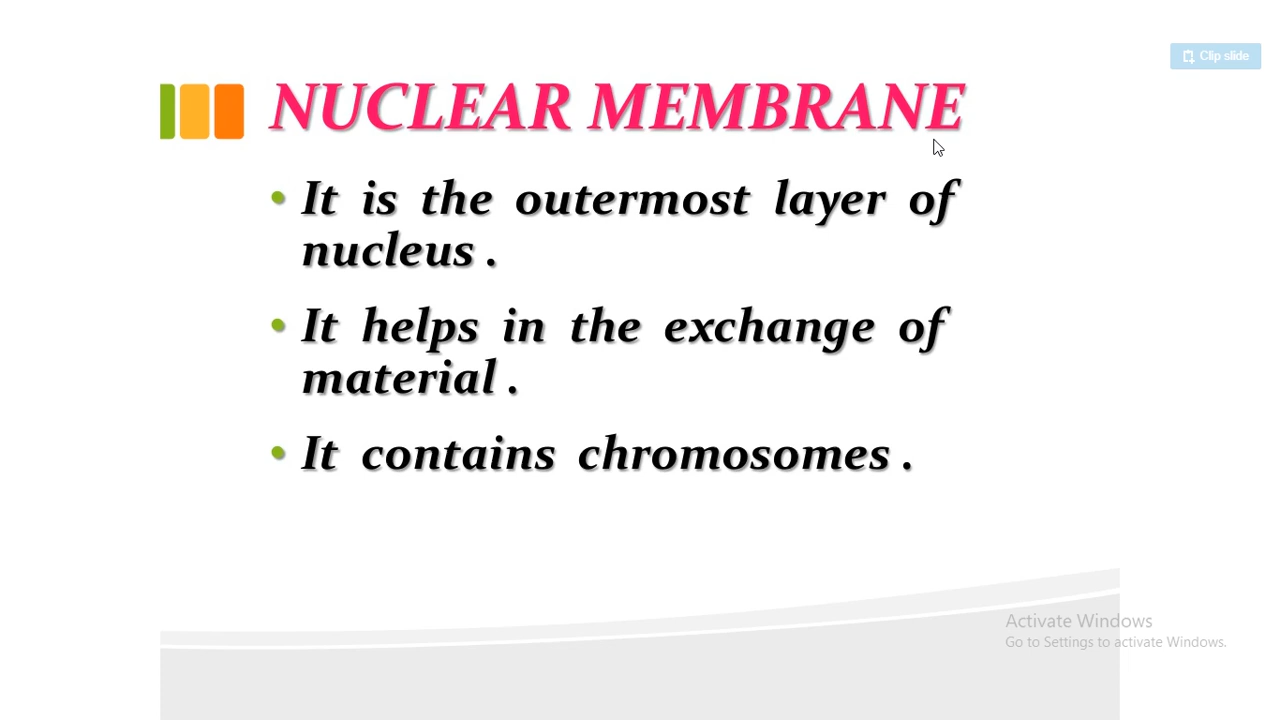 Clip slide
NUCLEAR MEMBRANE
• It is the outermost layer of
nucleus .
• It helps in the exchange of
material .
• It contains chromosomes .
Activate Windows
Go to Settings to activate Windows.